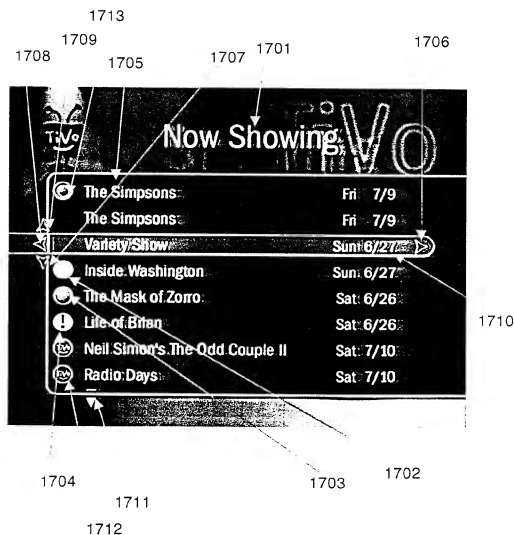 1713
1709
1708
1705
1707
1701
1706
TiVo
Now Showing
TiVo
The Simpsons Fri 7/9
The Simpsons Fri 7/9
Variety Show Sun 6/27
Inside Washington Sun 6/27
The Mask of Zorro Sat 6/26
! Life of Brian Sat 6/26
Neil Simon's The Odd Couple II Sat 7/10
Radio Days Sat 7/10
1710
1704
1703
1702
1711
1712